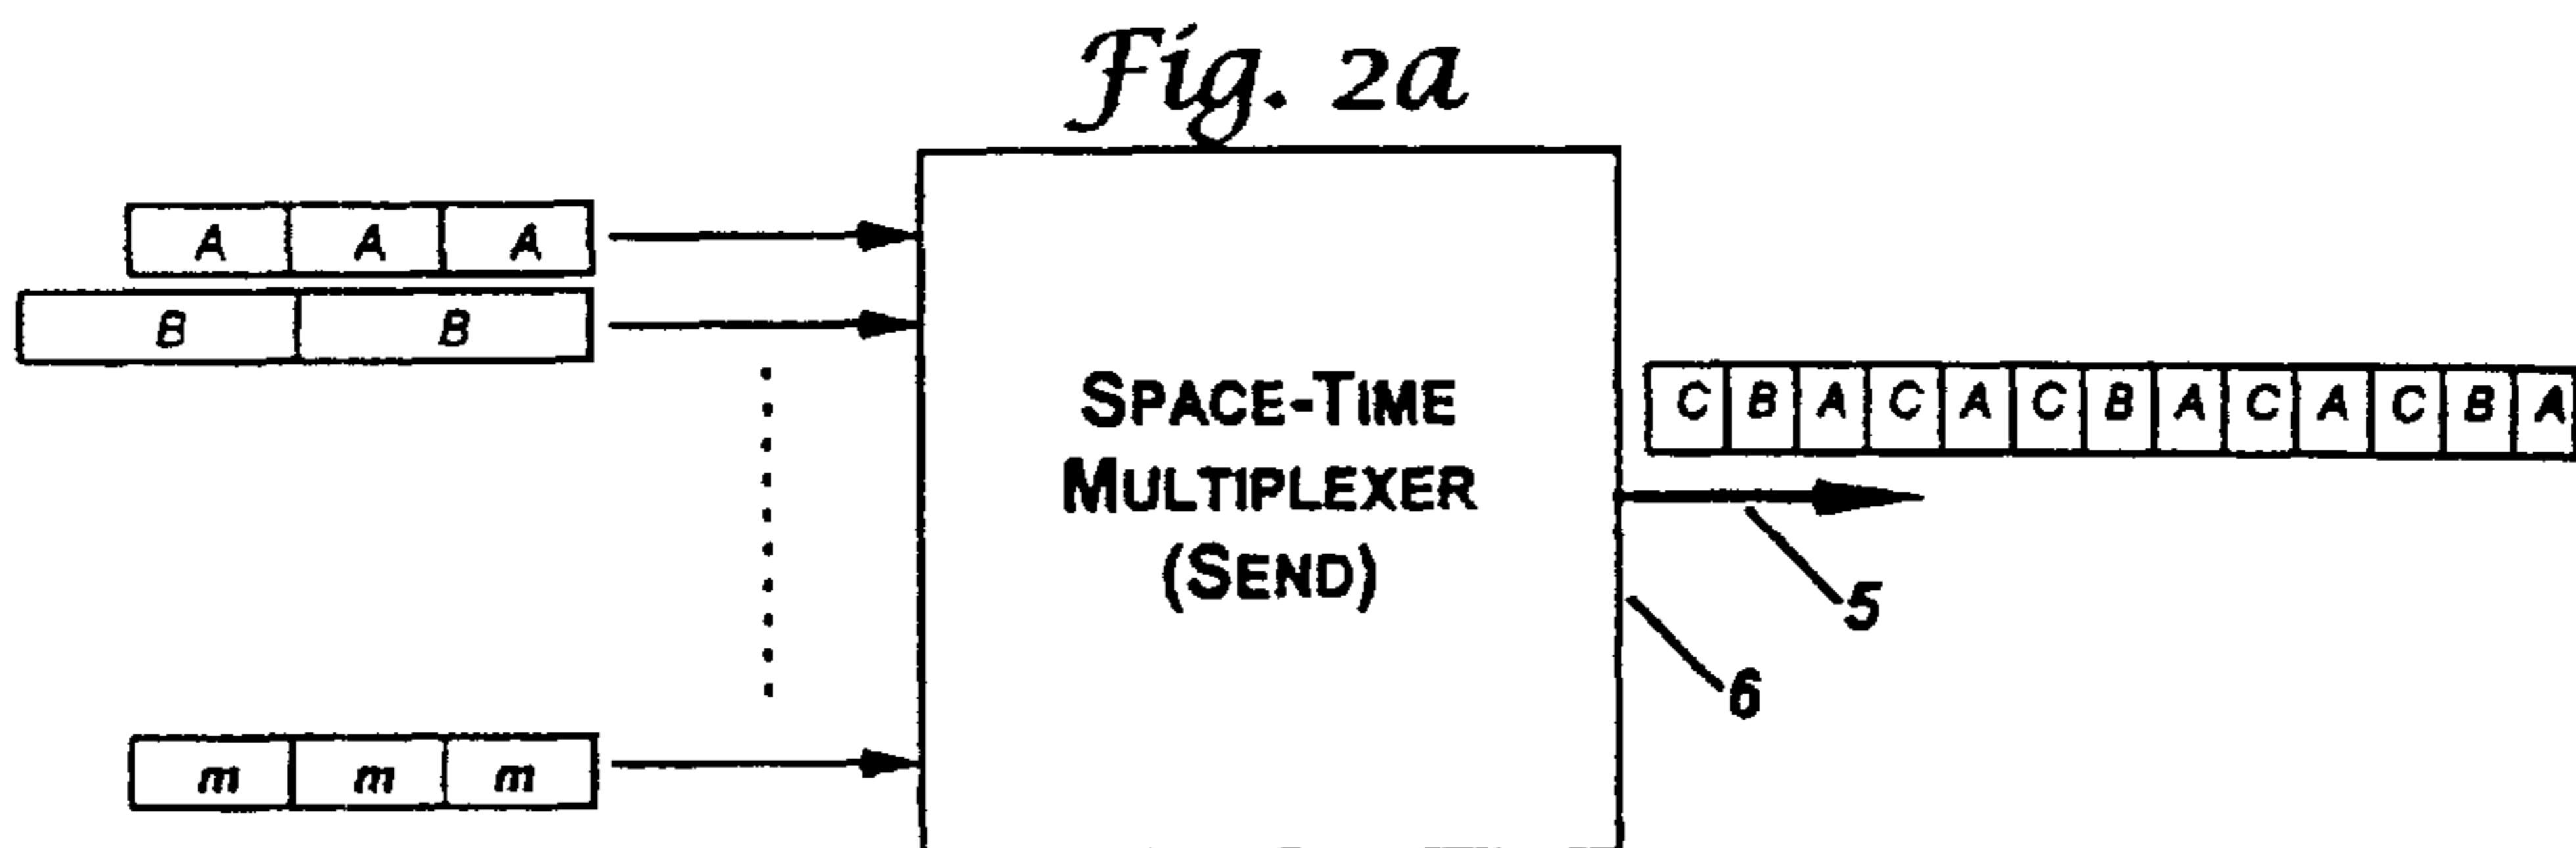 Fig. 2a
A A A
B B
SPACE-TIME
MULTIPLEXER
(SEND)
C B A C A C B A C A C B A
5
6
m m m